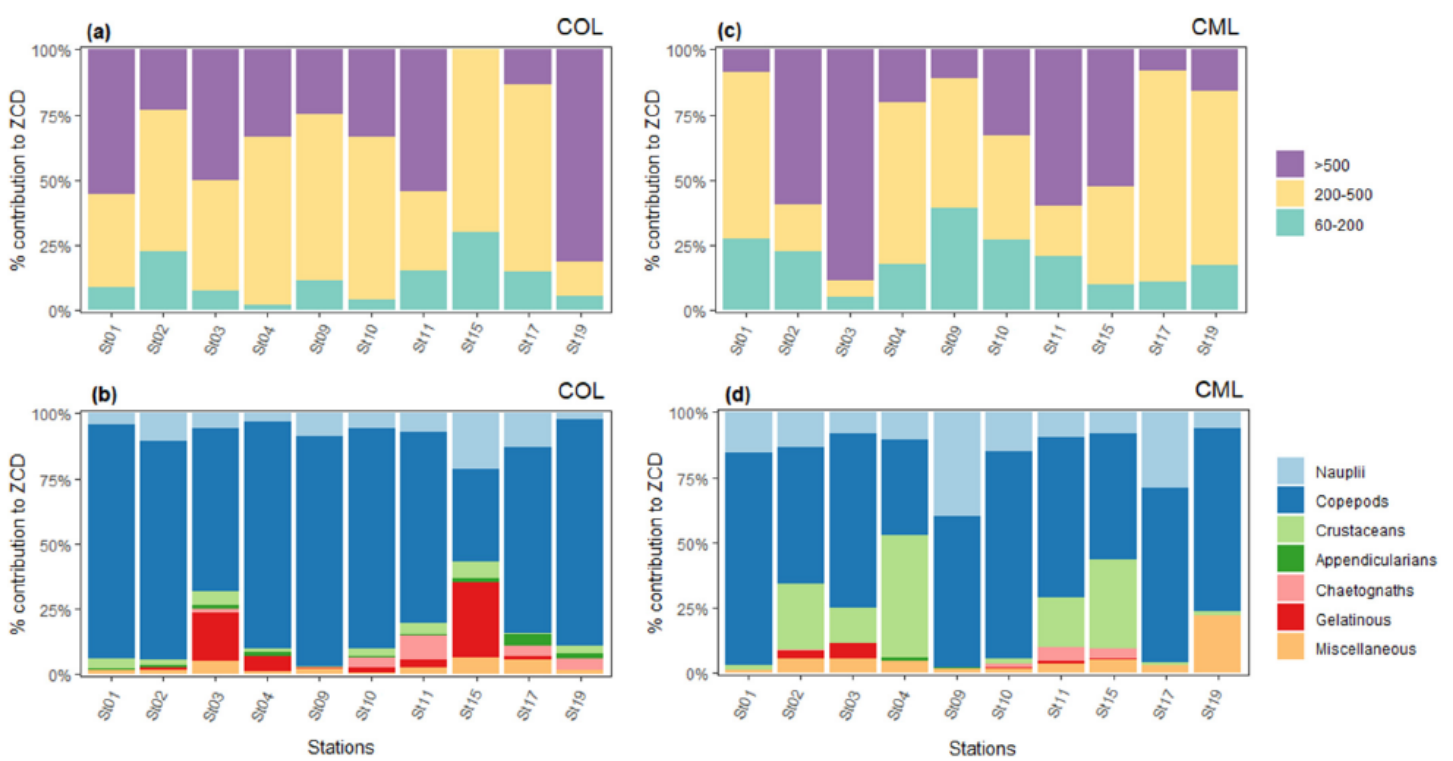 (a) COL
% contribution to ZCD
100%
75%
50%
25%
0%
St01 St02 St03 St04 St09 St10 St11 St15 St17 St19
(c) CML
% contribution to ZCD
100%
75%
50%
25%
0%
St01 St02 St03 St04 St09 St10 St11 St15 St17 St19
>500
200-500
60-200
(b) COL
% contribution to ZCD
100%
75%
50%
25%
0%
St01 St02 St03 St04 St09 St10 St11 St15 St17 St19
Stations
(d) CML
% contribution to ZCD
100%
75%
50%
25%
0%
St01 St02 St03 St04 St09 St10 St11 St15 St17 St19
Stations
Nauplii
Copepods
Crustaceans
Appendicularians
Chaetognaths
Gelatinous
Miscellaneous